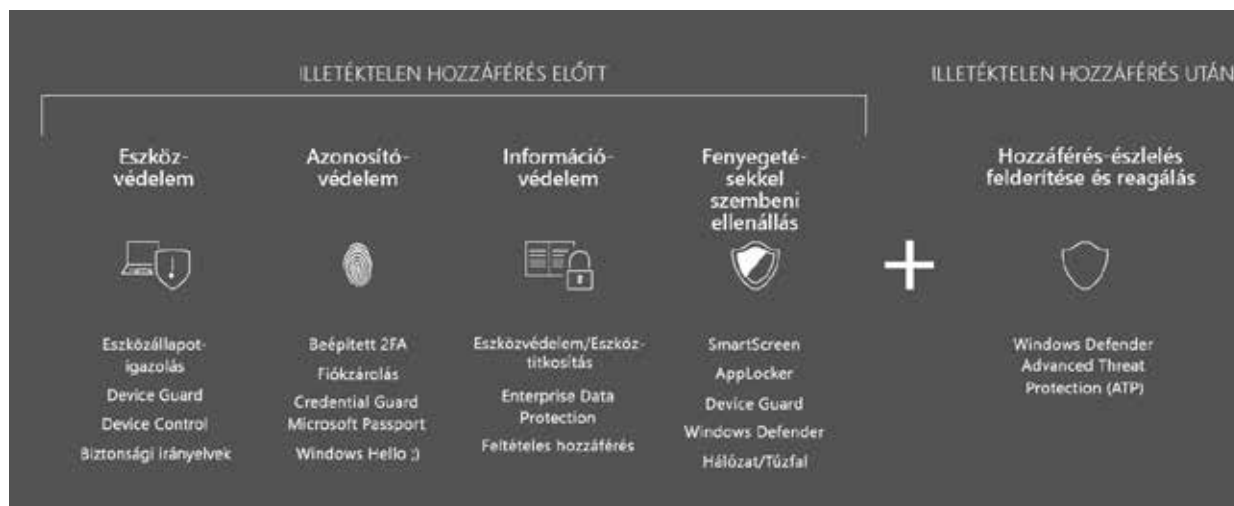 ILLETÉKTELEN HOZZÁFÉRÉS ELŐTT
ILLETÉKTELEN HOZZÁFÉRÉS UTÁN
Eszköz-
védelem
Eszközállapot-
igazolás
Device Guard
Device Control
Biztonsági irányelvek
Azonosító-
védelem
Beépített 2FA
Fiókzárolás
Credential Guard
Microsoft Passport
Windows Hello ;)
Információ-
védelem
Eszközvédelem/Eszköz-
titkosítás
Enterprise Data
Protection
Feltételes hozzáférés
Fenyegeté-
sekkel
szembeni
ellenállás
SmartScreen
AppLocker
Device Guard
Windows Defender
Hálózat/Tűzfal
Hozzáférés-észlelés
felderítése és reagálás
Windows Defender
Advanced Threat
Protection (ATP)